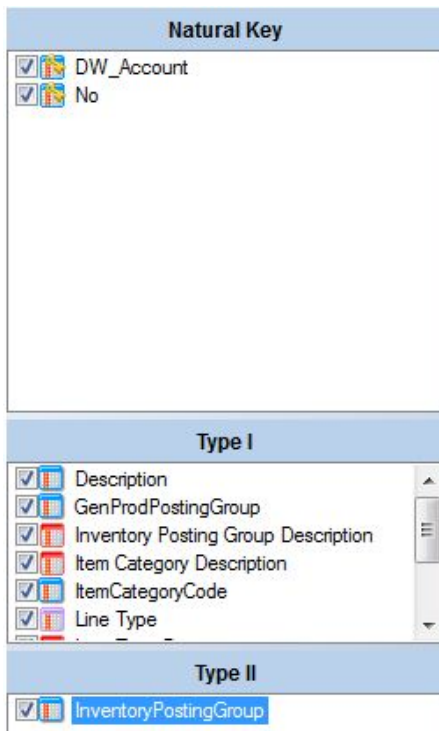 Natural Key
DW_Account
No
Type I
Description
GenProdPostingGroup
Inventory Posting Group Description
Item Category Description
ItemCategoryCode
Line Type
Type II
InventoryPostingGroup